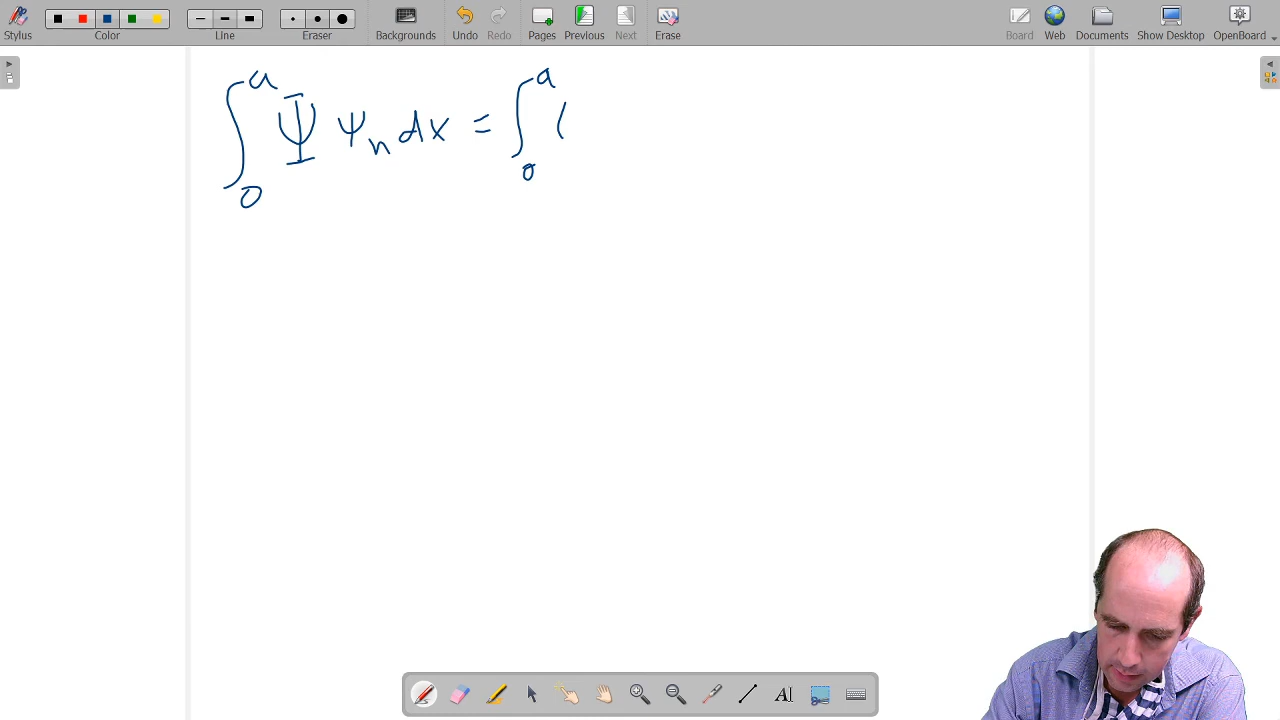 Stylus Color Line Eraser Backgrounds Undo Redo Pages Previous Next Erase Board Web Documents Show Desktop OpenBoard
∫₀ᵃ Ψ ψₙ dx = ∫₀ᵃ (
AI